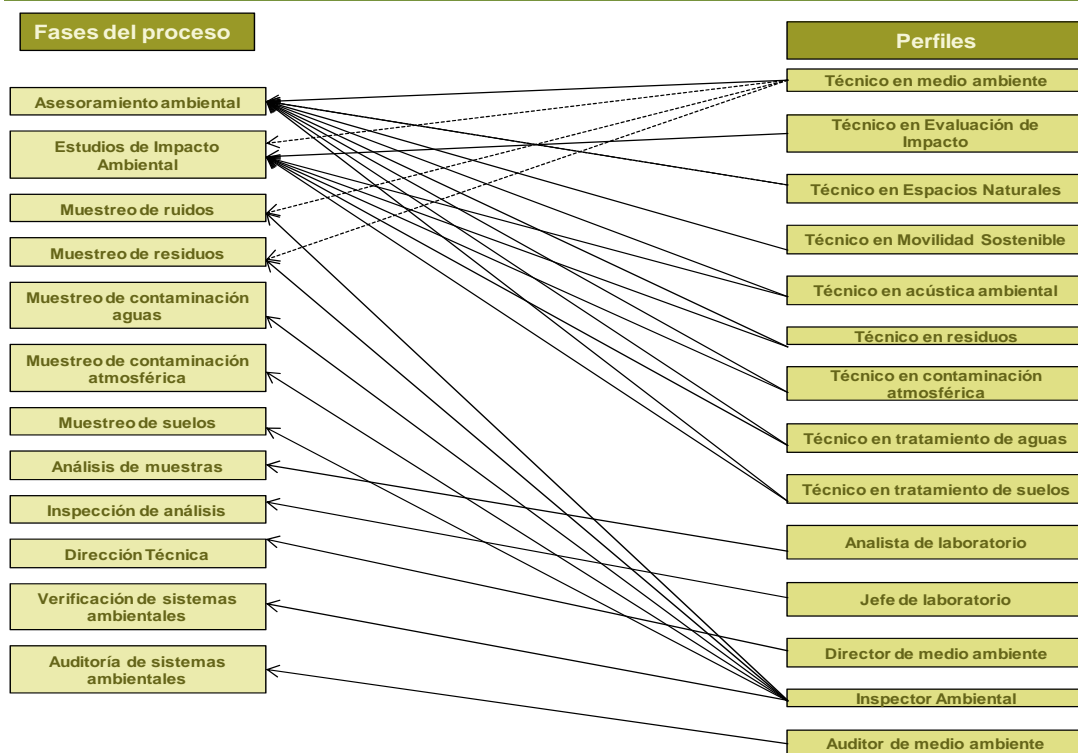 Fases del proceso
Asesoramiento ambiental
Estudios de Impacto
Ambiental
Muestreo de ruidos
Muestreo de residuos
Muestreo de contaminación
aguas
Muestreo de contaminación
atmosférica
Muestreo de suelos
Análisis de muestras
Inspección de análisis
Dirección Técnica
Verificación de sistemas
ambientales
Auditoría de sistemas
ambientales
Perfiles
Técnico en medio ambiente
Técnico en Evaluación de
Impacto
Técnico en Espacios Naturales
Técnico en Movilidad Sostenible
Técnico en acústica ambiental
Técnico en residuos
Técnico en contaminación
atmosférica
Técnico en tratamiento de aguas
Técnico en tratamiento de suelos
Analista de laboratorio
Jefe de laboratorio
Director de medio ambiente
Inspector Ambiental
Auditor de medio ambiente